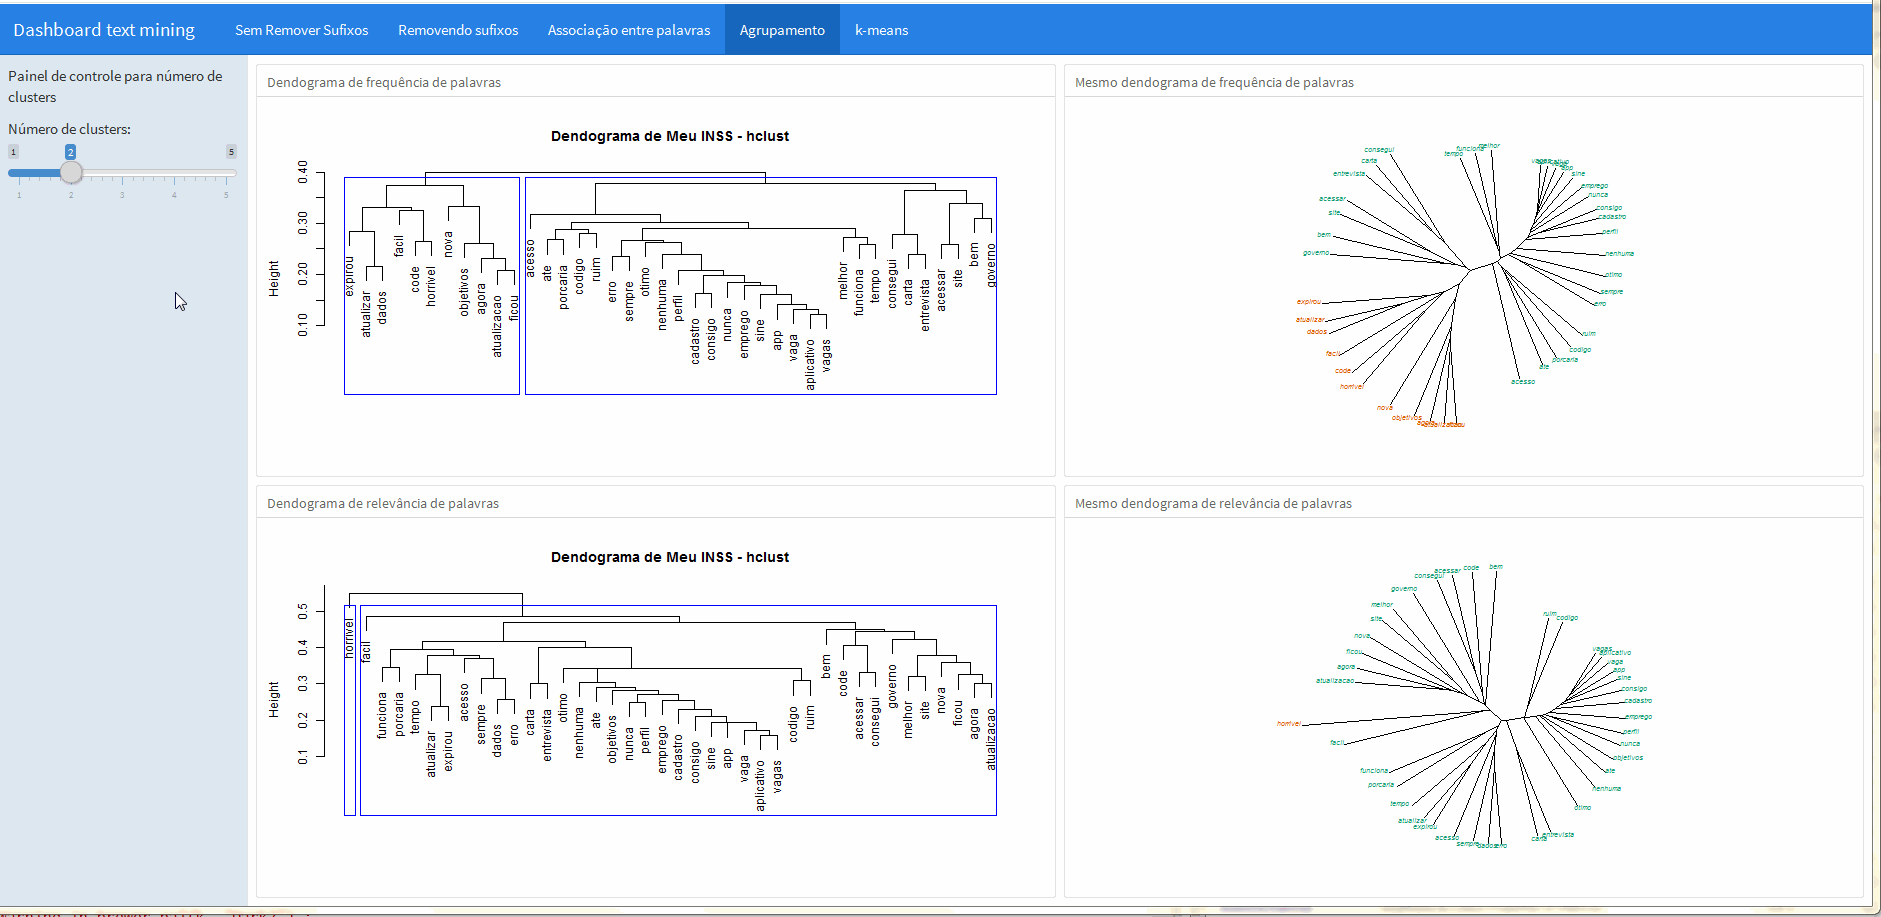 Dashboard text mining
Sem Remover Sufixos
Removendo sufixos
Associação entre palavras
Agrupamento
k-means
Painel de controle para número de
clusters
Número de clusters:
1
2
5
1
2
3
4
5
Dendograma de frequência de palavras
Dendograma de Meu INSS - hclust
Height
0.40
0.30
0.20
0.10
expirou
atualizar
dados
facil
code
horrivel
nova
objetivos
agora
atualizacao
ficou
acesso
ate
porcaria
codigo
ruim
erro
sempre
otimo
nenhuma
perfil
cadastro
consigo
nunca
emprego
sine
app
vaga
aplicativo
vagas
melhor
funciona
tempo
consegui
carta
entrevista
acessar
site
bem
governo
Mesmo dendograma de frequência de palavras
consegui
carta
entrevista
acessar
site
bem
governo
expirou
atualizar
dados
facil
code
horrivel
nova
objetivos
tempo
funciona
melhor
vagas
app
sine
emprego
nunca
consigo
cadastro
perfil
nenhuma
otimo
sempre
erro
ruim
codigo
porcaria
ate
acesso
Dendograma de relevância de palavras
Dendograma de Meu INSS - hclust
Height
0.5
0.4
0.3
0.2
0.1
horrivel
facil
funciona
porcaria
tempo
atualizar
expirou
acesso
sempre
dados
erro
carta
entrevista
otimo
nenhuma
ate
objetivos
nunca
perfil
emprego
cadastro
consigo
sine
app
vaga
aplicativo
vagas
codigo
ruim
bem
code
acessar
consegui
governo
melhor
site
nova
ficou
agora
atualizacao
Mesmo dendograma de relevância de palavras
bem
code
acessar
consegui
governo
melhor
site
nova
ficou
agora
atualizacao
horrivel
facil
funciona
porcaria
tempo
atualizar
expirou
acesso
sempre
dados
erro
carta
entrevista
otimo
nenhuma
ate
objetivos
nunca
perfil
emprego
cadastro
consigo
sine
app
vaga
aplicativo
vagas
codigo
ruim